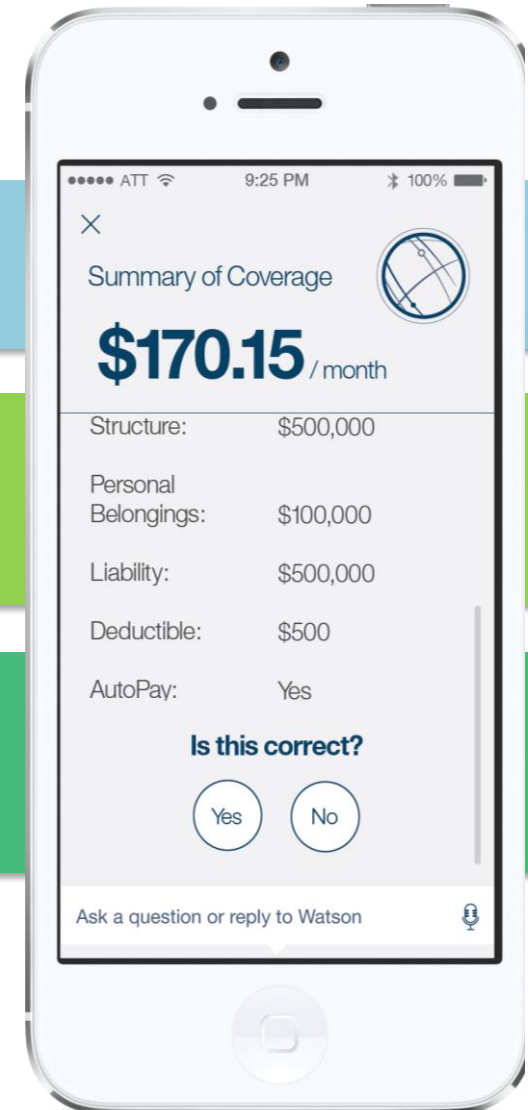 ATT 9:25 PM 100%
Summary of Coverage
$170.15 / month
Structure: $500,000
Personal
Belongings: $100,000
Liability: $500,000
Deductible: $500
AutoPay: Yes
Is this correct?
Yes No
Ask a question or reply to Watson